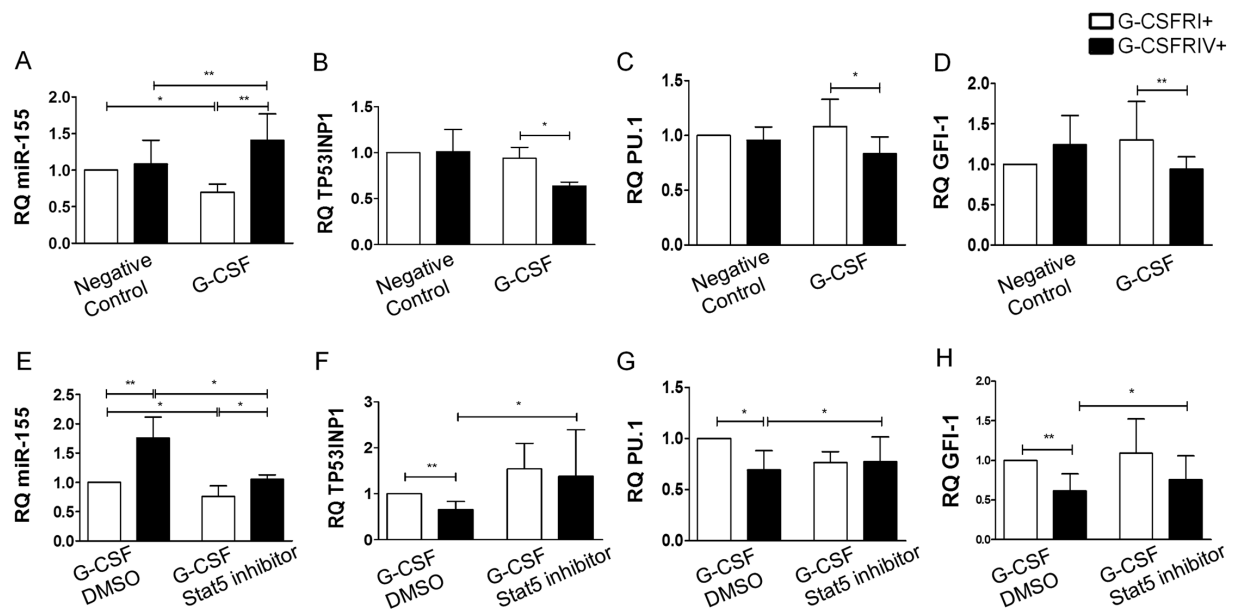 G-CSFRI+
G-CSFRIV+
A
RQ miR-155
2.0
1.5
1.0
0.5
0.0
*
**
**
Negative
Control
G-CSF
B
RQ TP53INP1
2.0
1.5
1.0
0.5
0.0
*
Negative
Control
G-CSF
C
RQ PU.1
1.5
1.0
0.5
0.0
*
Negative
Control
G-CSF
D
RQ GFI-1
2.0
1.5
1.0
0.5
0.0
**
Negative
Control
G-CSF
E
RQ miR-155
2.5
2.0
1.5
1.0
0.5
0.0
**
*
*
*
G-CSF
DMSO
G-CSF
Stat5 inhibitor
F
RQ TP53INP1
3
2
1
0
**
*
G-CSF
DMSO
G-CSF
Stat5 inhibitor
G
RQ PU.1
1.5
1.0
0.5
0.0
*
*
G-CSF
DMSO
G-CSF
Stat5 inhibitor
H
RQ GFI-1
2.0
1.5
1.0
0.5
0.0
**
*
G-CSF
DMSO
G-CSF
Stat5 inhibitor